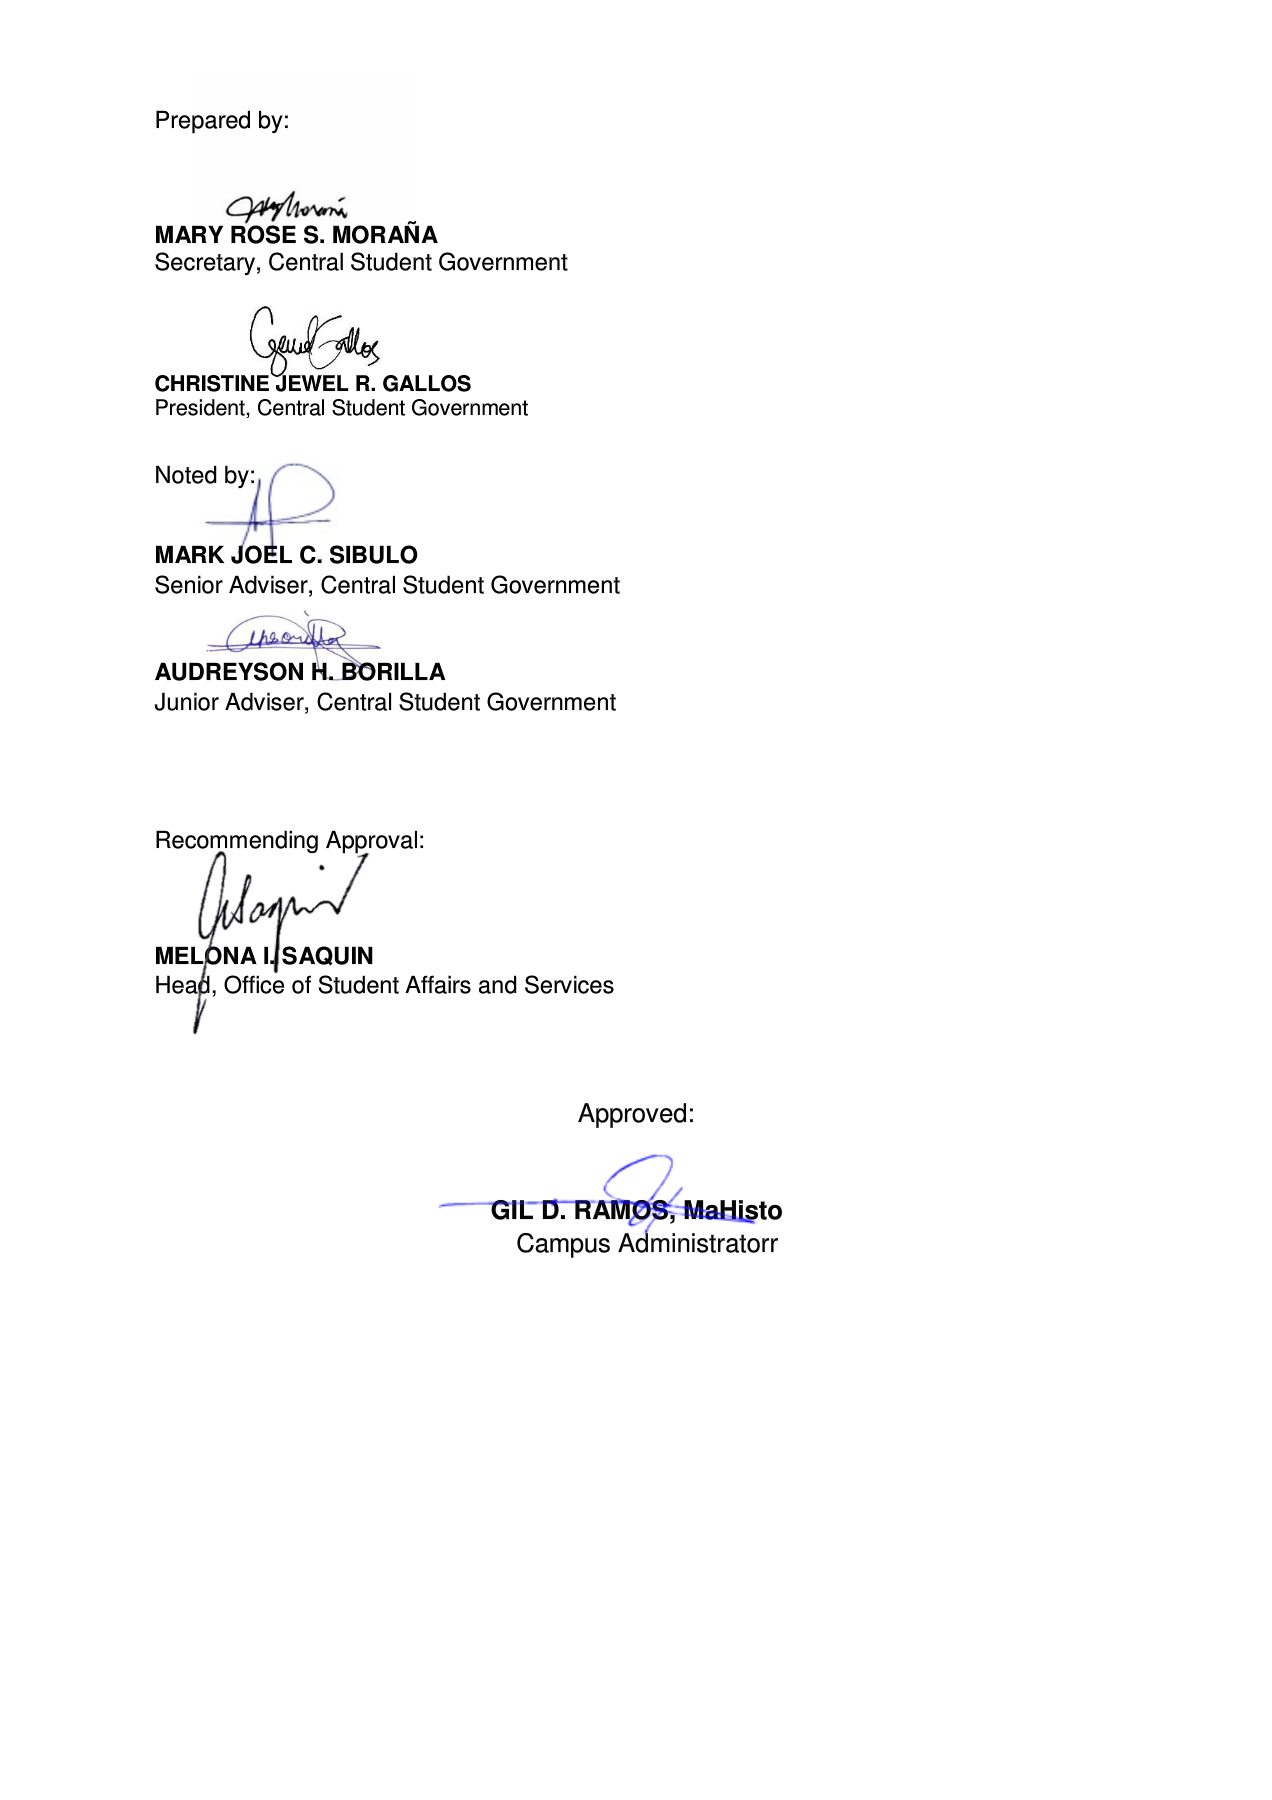 Prepared by:
MARY ROSE S. MORAÑA
Secretary, Central Student Government
CHRISTINE JEWEL R. GALLOS
President, Central Student Government
Noted by:
MARK JOEL C. SIBULO
Senior Adviser, Central Student Government
AUDREYSON H. BORILLA
Junior Adviser, Central Student Government
Recommending Approval:
MELONA I. SAQUIN
Head, Office of Student Affairs and Services
Approved:
GIL D. RAMOS, MaHisto
Campus Administratorr